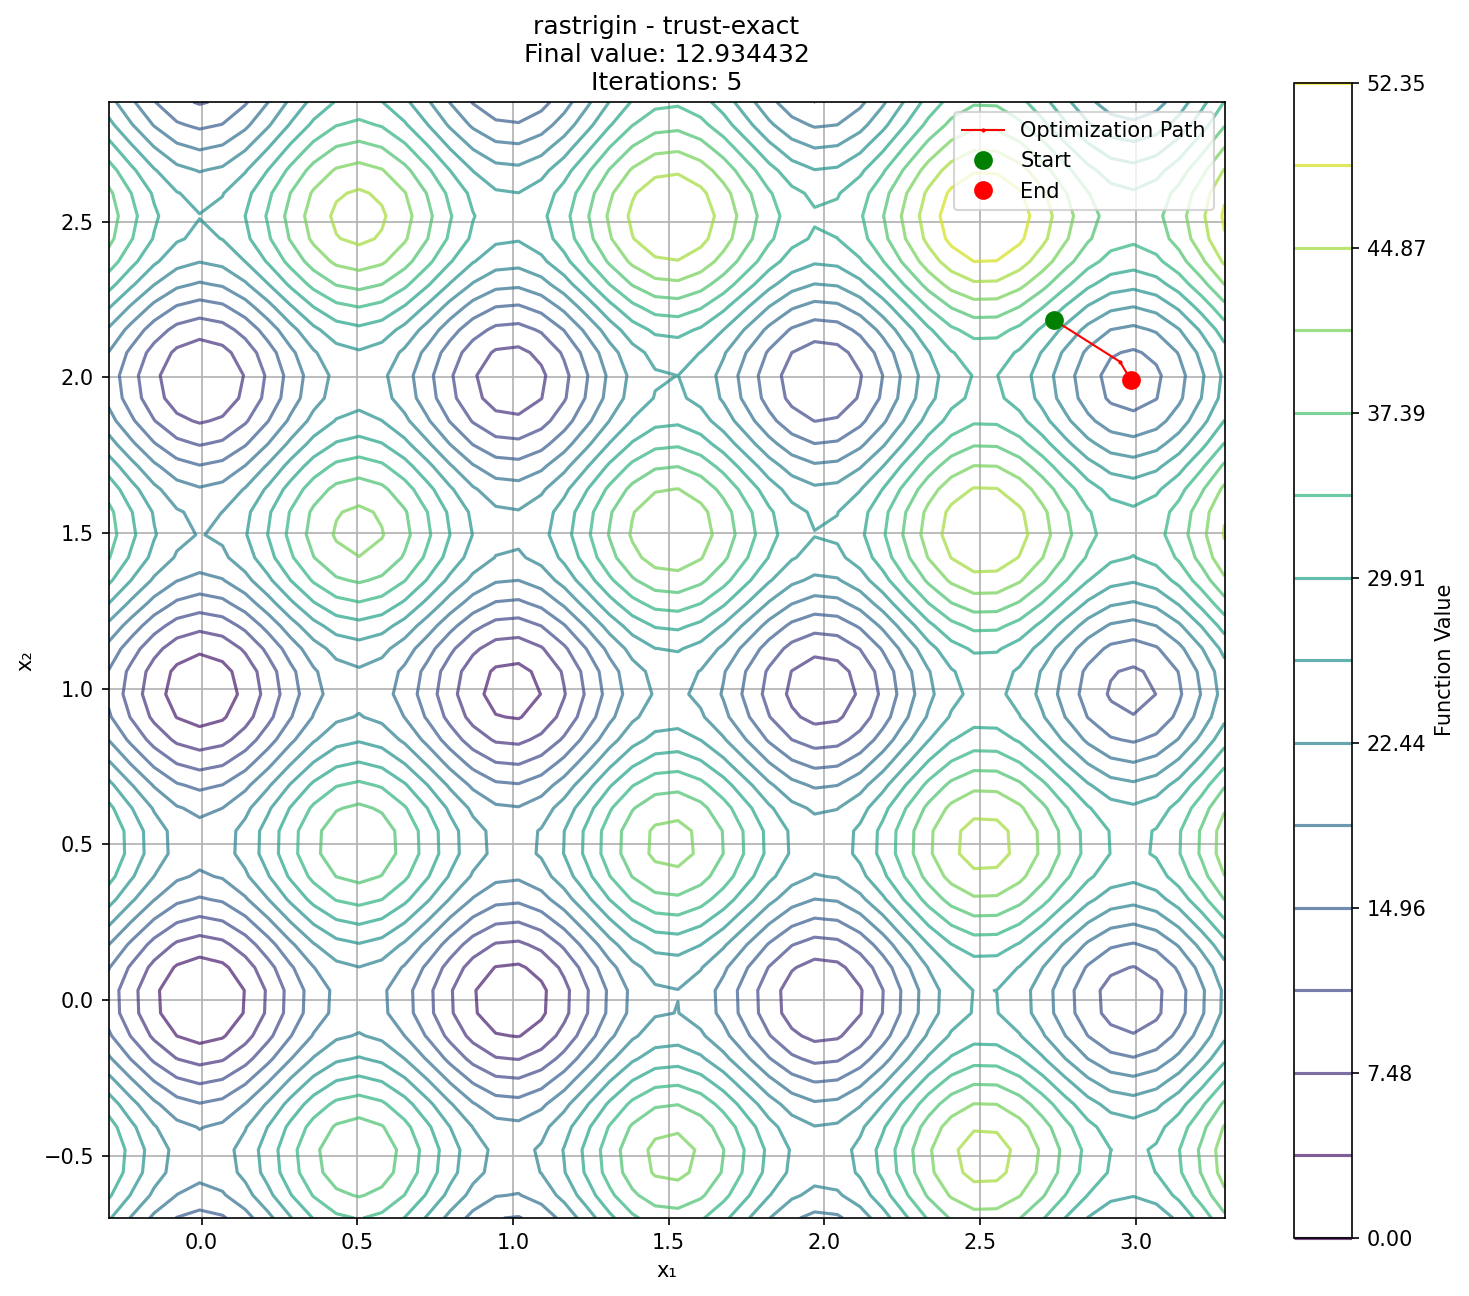 rastrigin - trust-exact
Final value: 12.934432
Iterations: 5
Optimization Path
Start
End
2.5
2.0
1.5
1.0
0.5
0.0
−0.5
x₂
0.0
0.5
1.0
1.5
2.0
2.5
3.0
x₁
52.35
44.87
37.39
29.91
22.44
14.96
7.48
0.00
Function Value